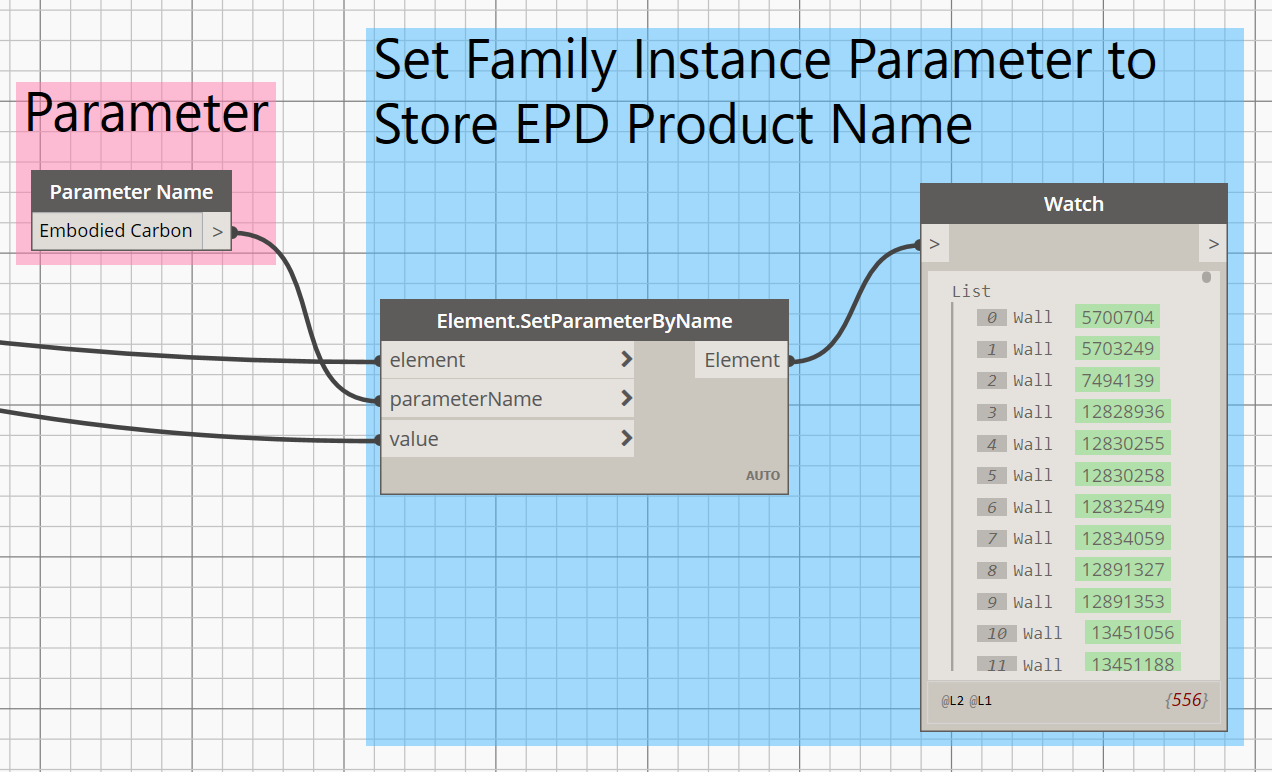 Set Family Instance Parameter to
Store EPD Product Name
Parameter
Parameter Name
Embodied Carbon >
Element.SetParameterByName
element >
parameterName >
value >
Element
AUTO
Watch
> >
List
0 Wall 5700704
1 Wall 5703249
2 Wall 7494139
3 Wall 12828936
4 Wall 12830255
5 Wall 12830258
6 Wall 12832549
7 Wall 12834059
8 Wall 12891327
9 Wall 12891353
10 Wall 13451056
11 Wall 13451188
@L2 @L1 {556}